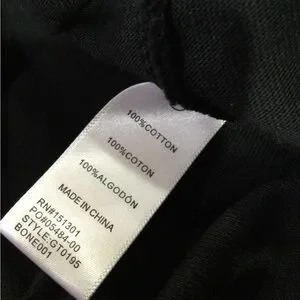 100%COTTON
100%COTON
100%ALGODÓN
MADE IN CHINA
RN#151301
PO#05484-00
STYLE:GT0195
BONE001